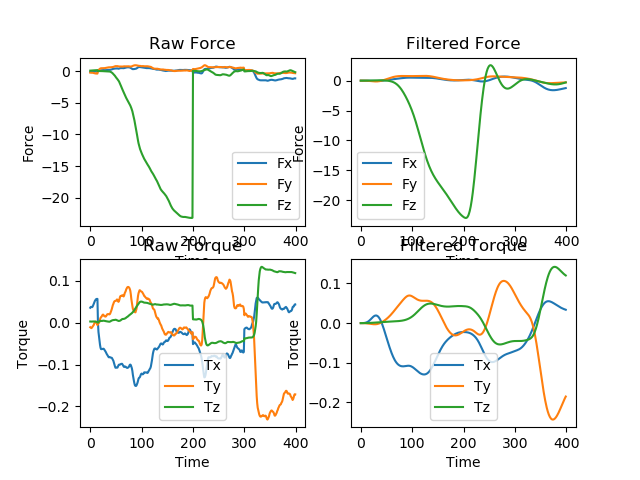 Raw Force
Filtered Force
Force
0
−5
−10
−15
−20
Fx
Fy
Fz
0 100 200 300 400
Time
Force
0
−5
−10
−15
−20
Fx
Fy
Fz
0 100 200 300 400
Time
Raw Torque
Filtered Torque
Torque
0.1
0.0
−0.1
−0.2
Tx
Ty
Tz
0 100 200 300 400
Time
Torque
0.1
0.0
−0.1
−0.2
Tx
Ty
Tz
0 100 200 300 400
Time